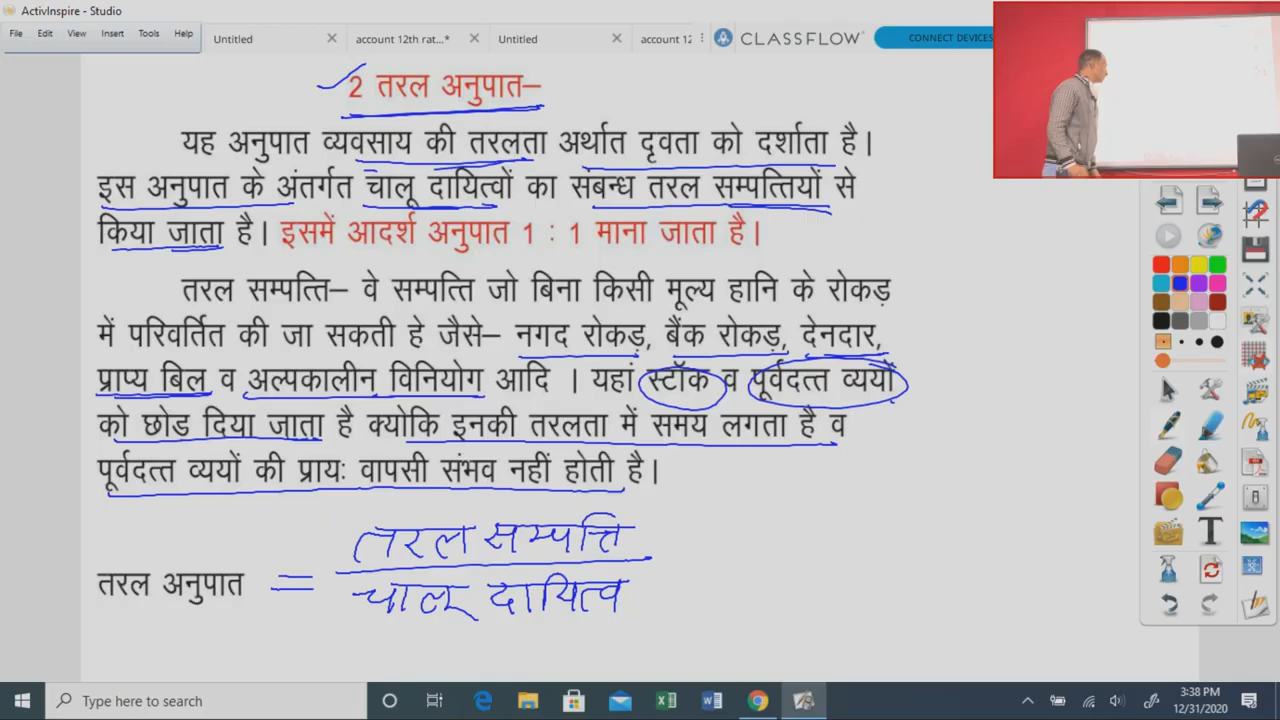 ActivInspire - Studio
File Edit View Insert Tools Help
Untitled account 12th rat...* Untitled account 12 CLASSFLOW CONNECT DEVICES
2 तरल अनुपात–
यह अनुपात व्यवसाय की तरलता अर्थात दृवता को दर्शाता है।
इस अनुपात के अंतर्गत चालू दायित्वों का संबन्ध तरल सम्पत्तियों से
किया जाता है। इसमें आदर्श अनुपात 1 : 1 माना जाता है।
तरल सम्पत्ति– वे सम्पत्ति जो बिना किसी मूल्य हानि के रोकड़
में परिवर्तित की जा सकती हे जैसे– नगद रोकड़, बैंक रोकड़, देनदार,
प्राप्य बिल व अल्पकालीन विनियोग आदि । यहां स्टॉक व पूर्वदत्त व्ययों
को छोड दिया जाता है क्योकि इनकी तरलता में समय लगता है व
पूर्वदत्त व्ययों की प्रायः वापसी संभव नहीं होती है।
तरल सम्पत्ति
तरल अनुपात =
चालू दायित्व
Type here to search
3:38 PM
12/31/2020